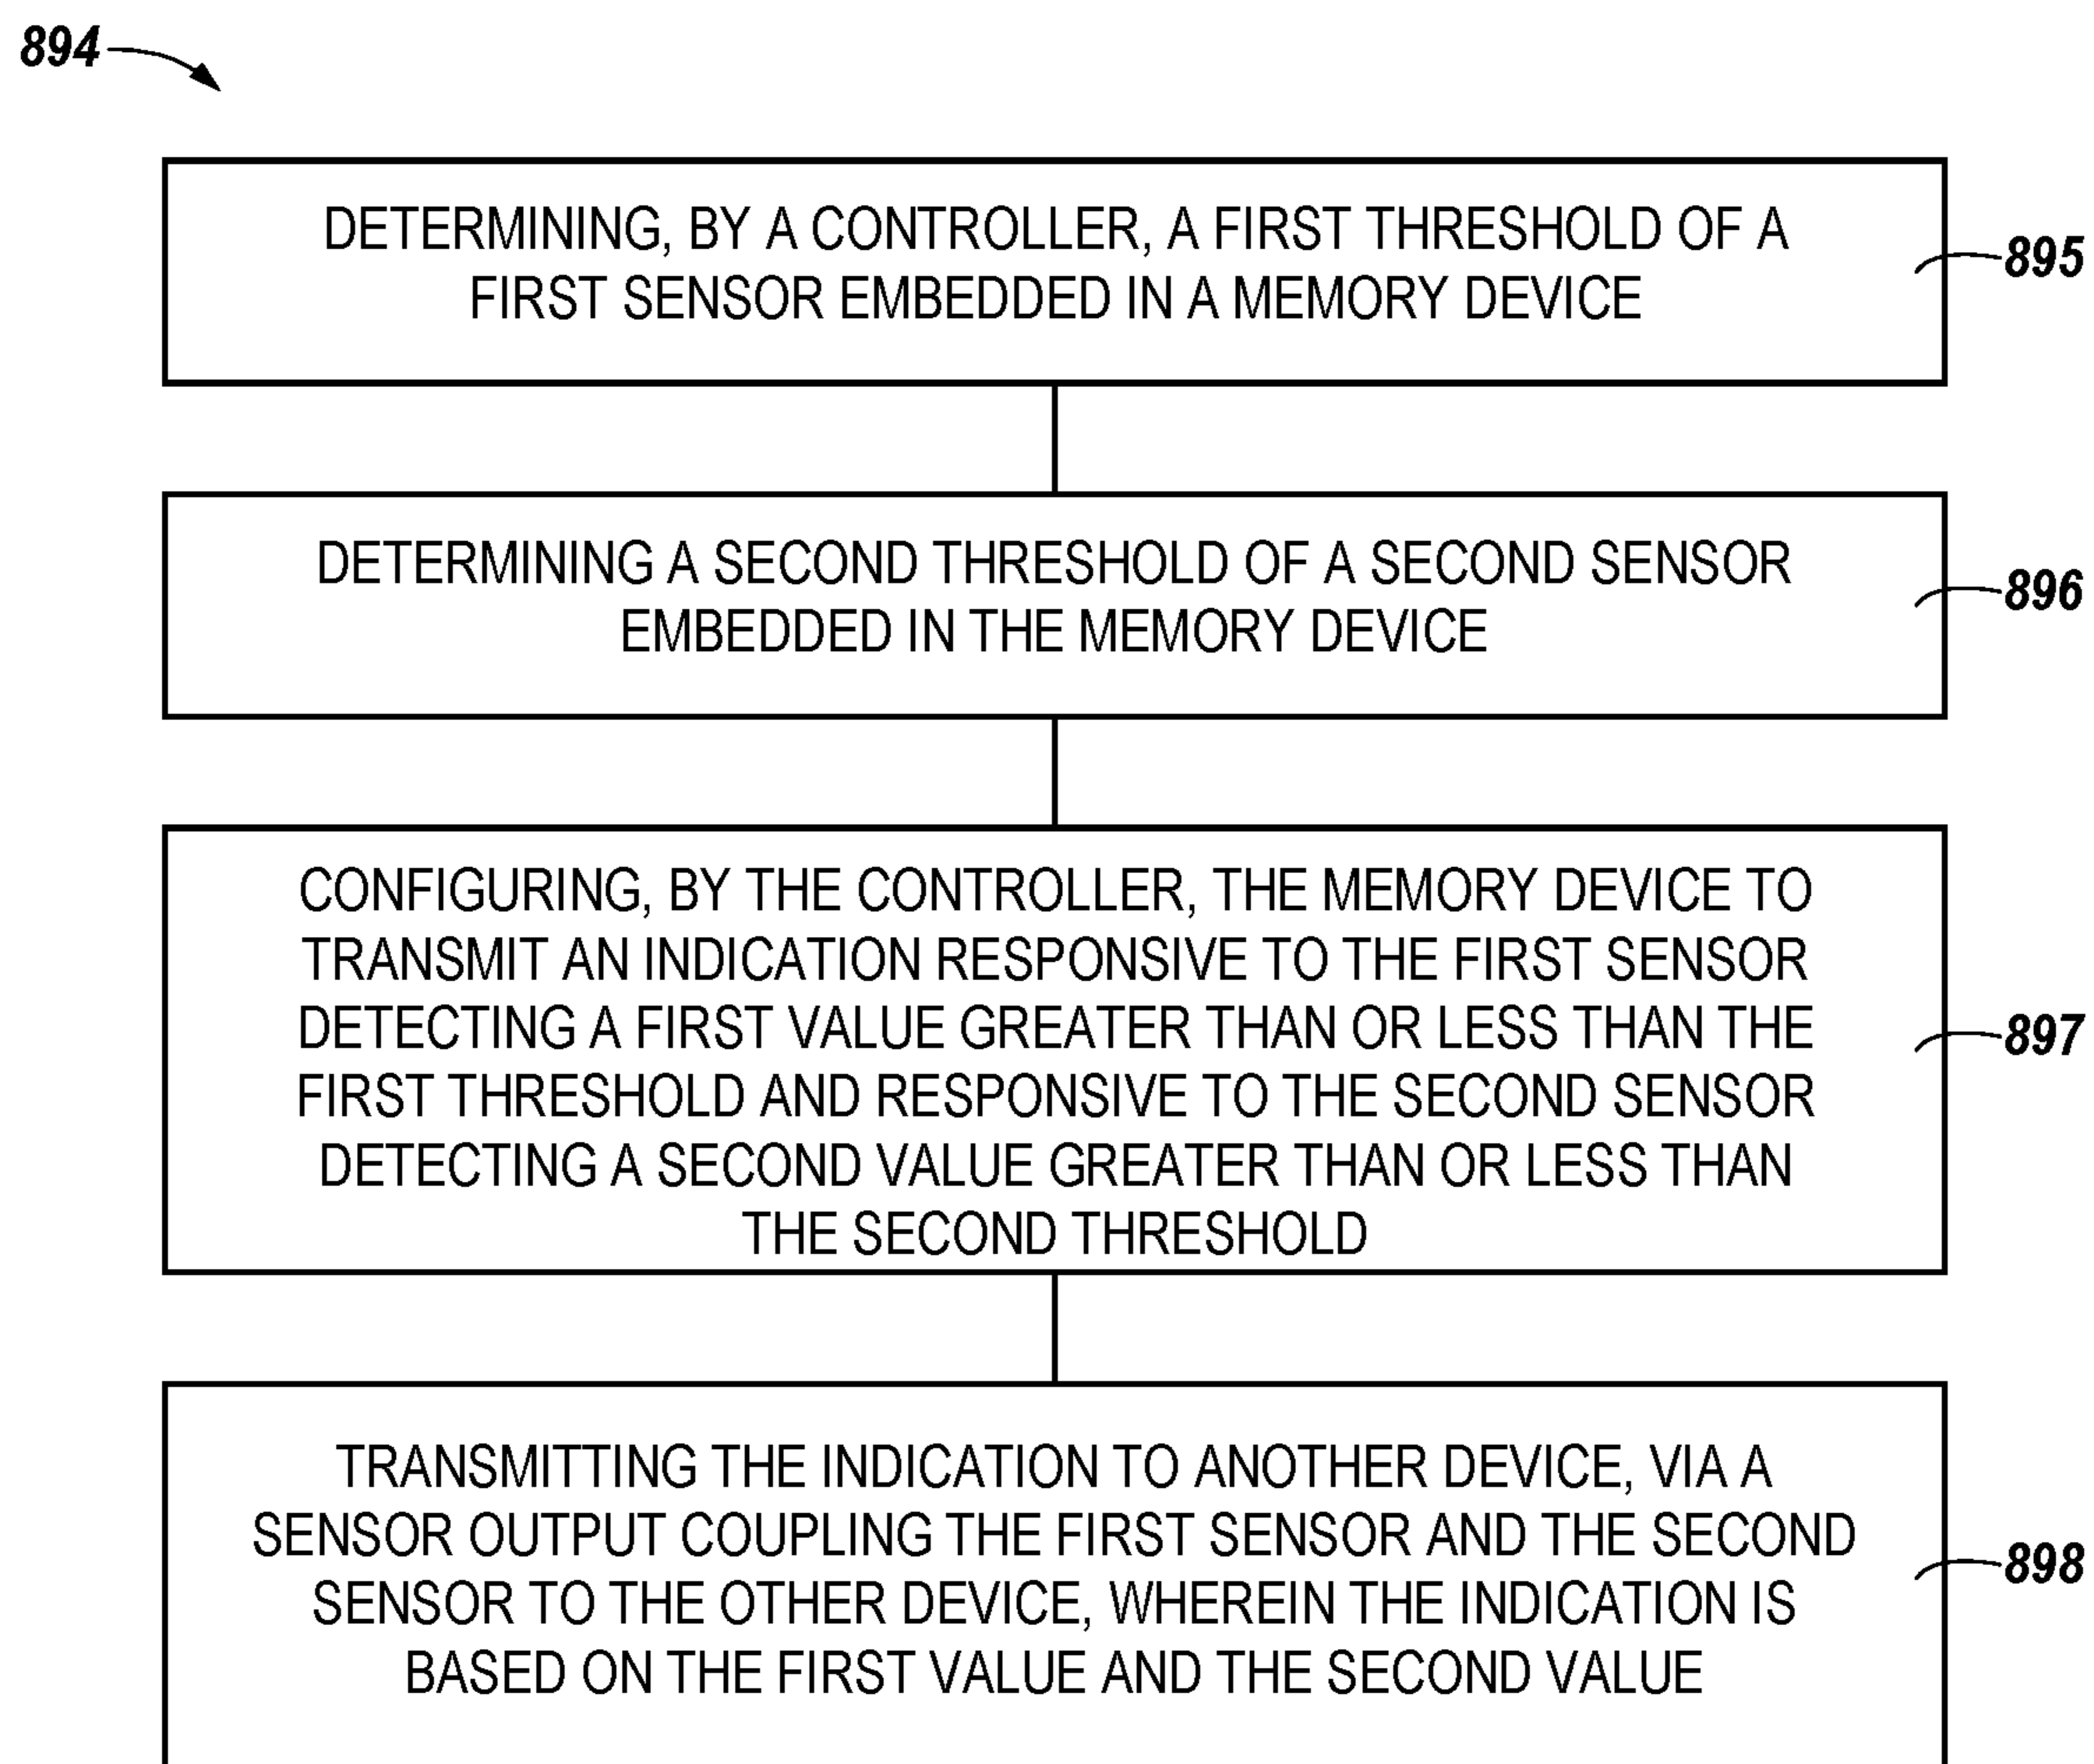 894
DETERMINING, BY A CONTROLLER, A FIRST THRESHOLD OF A
FIRST SENSOR EMBEDDED IN A MEMORY DEVICE
895
DETERMINING A SECOND THRESHOLD OF A SECOND SENSOR
EMBEDDED IN THE MEMORY DEVICE
896
CONFIGURING, BY THE CONTROLLER, THE MEMORY DEVICE TO
TRANSMIT AN INDICATION RESPONSIVE TO THE FIRST SENSOR
DETECTING A FIRST VALUE GREATER THAN OR LESS THAN THE
FIRST THRESHOLD AND RESPONSIVE TO THE SECOND SENSOR
DETECTING A SECOND VALUE GREATER THAN OR LESS THAN
THE SECOND THRESHOLD
897
TRANSMITTING THE INDICATION TO ANOTHER DEVICE, VIA A
SENSOR OUTPUT COUPLING THE FIRST SENSOR AND THE SECOND
SENSOR TO THE OTHER DEVICE, WHEREIN THE INDICATION IS
BASED ON THE FIRST VALUE AND THE SECOND VALUE
898